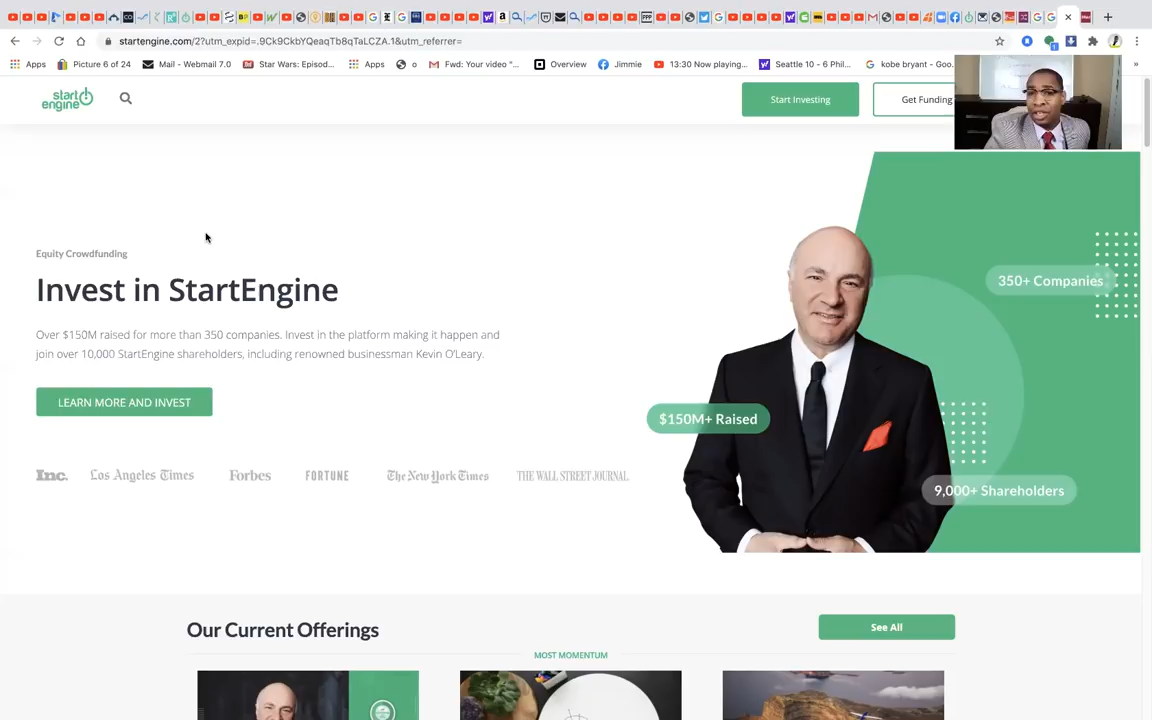 startengine.com/2?utm_expid=.9Ck9CkbYQeaqTb8qTaLCZA.1&utm_referrer=
Apps
Picture 6 of 24
Mail - Webmail 7.0
Star Wars: Episod...
Apps
o
Fwd: Your video "...
Overview
Jimmie
13:30 Now playing...
Seattle 10 - 6 Phil...
kobe bryant - Goo...
»
start
engine
Start Investing
Get Funding
Equity Crowdfunding
Invest in StartEngine
Over $150M raised for more than 350 companies. Invest in the platform making it happen and
join over 10,000 StartEngine shareholders, including renowned businessman Kevin O'Leary.
LEARN MORE AND INVEST
Inc.
Los Angeles Times
Forbes
FORTUNE
The New York Times
THE WALL STREET JOURNAL.
350+ Companies
$150M+ Raised
9,000+ Shareholders
Our Current Offerings
See All
MOST MOMENTUM